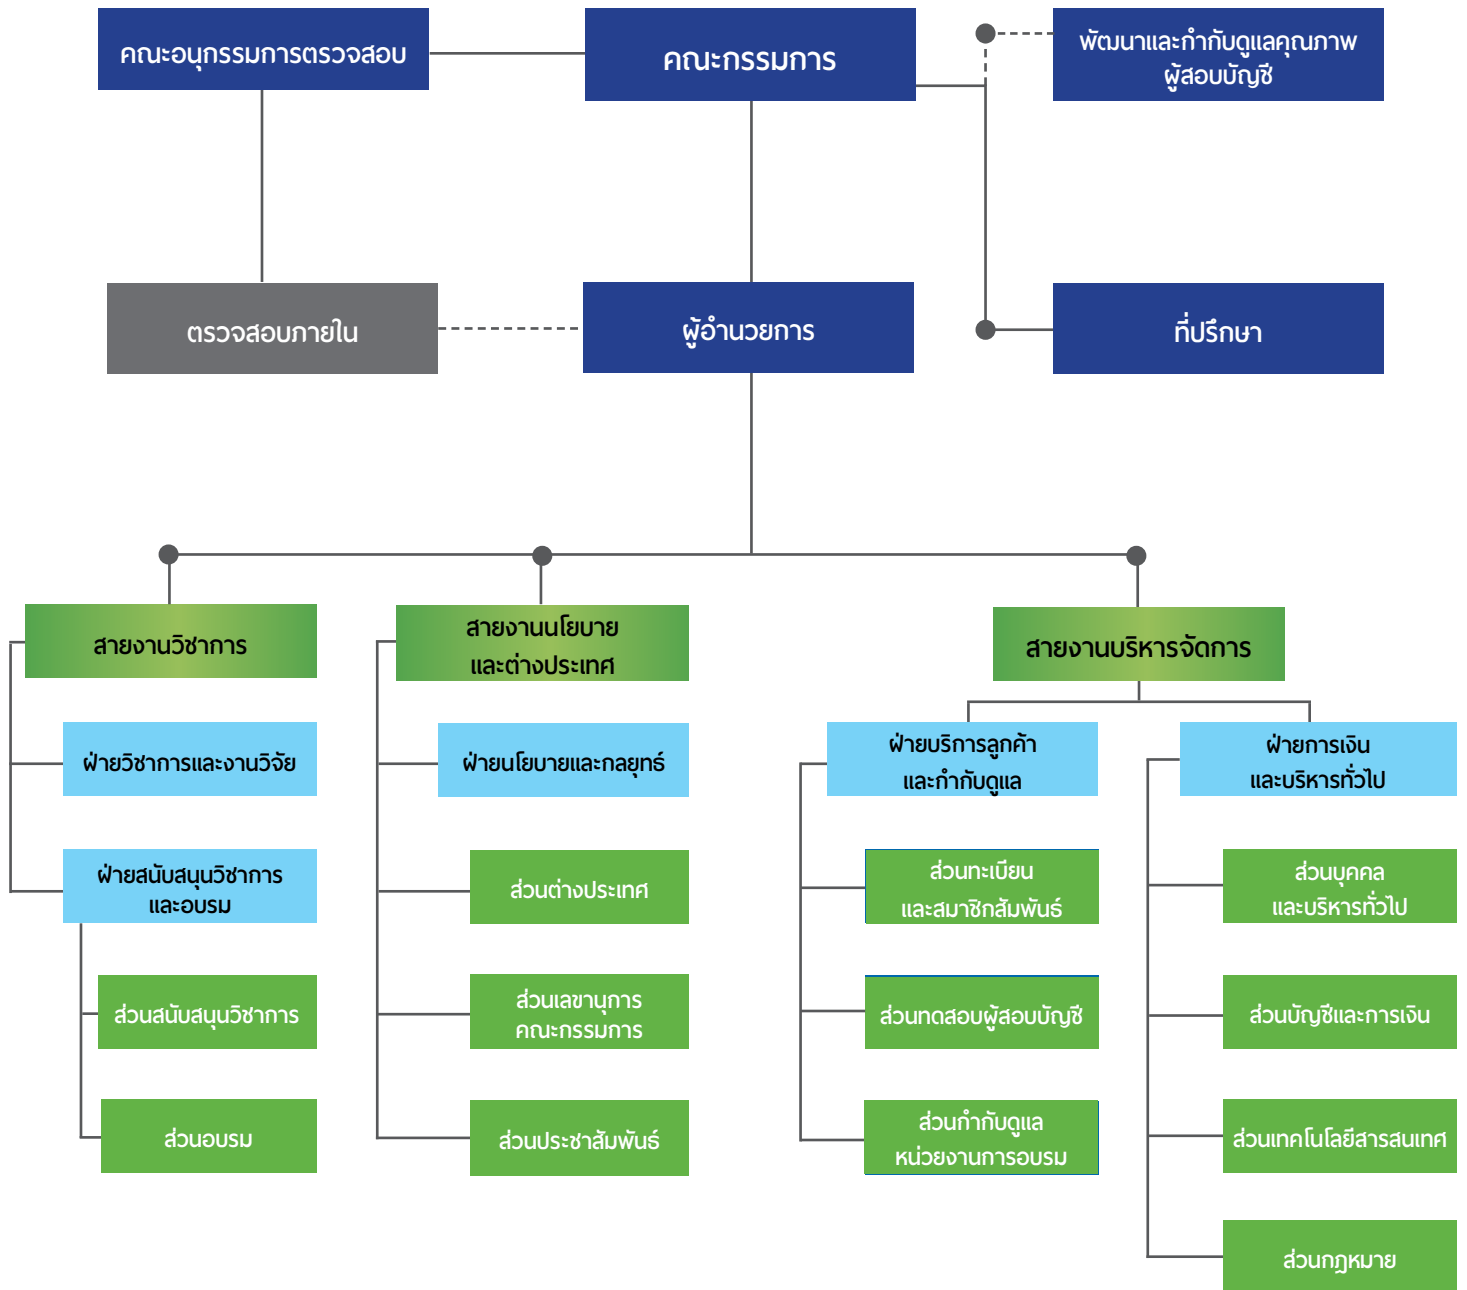 คณะอนุกรรมการตรวจสอบ
คณะกรรมการ
พัฒนาและกำกับดูแลคุณภาพ
ผู้สอบบัญชี
ตรวจสอบภายใน
ผู้อำนวยการ
ที่ปรึกษา
สายงานวิชาการ
ฝ่ายวิชาการและงานวิจัย
ฝ่ายสนับสนุนวิชาการ
และอบรม
ส่วนสนับสนุนวิชาการ
ส่วนอบรม
สายงานนโยบาย
และต่างประเทศ
ฝ่ายนโยบายและกลยุทธ์
ส่วนต่างประเทศ
ส่วนเลขานุการ
คณะกรรมการ
ส่วนประชาสัมพันธ์
สายงานบริหารจัดการ
ฝ่ายบริการลูกค้า
และกำกับดูแล
ส่วนทะเบียน
และสมาชิกสัมพันธ์
ส่วนทดสอบผู้สอบบัญชี
ส่วนกำกับดูแล
หน่วยงานการอบรม
ฝ่ายการเงิน
และบริหารทั่วไป
ส่วนบุคคล
และบริหารทั่วไป
ส่วนบัญชีและการเงิน
ส่วนเทคโนโลยีสารสนเทศ
ส่วนกฎหมาย